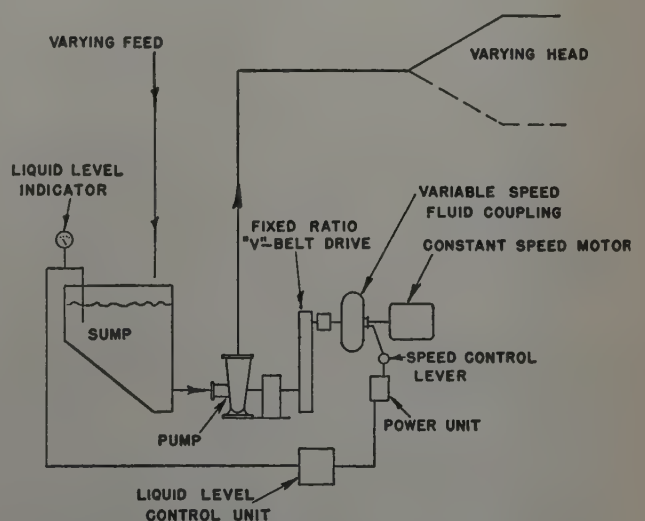 VARYING FEED
VARYING HEAD
LIQUID LEVEL
INDICATOR
VARIABLE SPEED
FLUID COUPLING
FIXED RATIO
"V"-BELT DRIVE
CONSTANT SPEED MOTOR
SUMP
SPEED CONTROL
LEVER
PUMP
POWER UNIT
LIQUID LEVEL
CONTROL UNIT